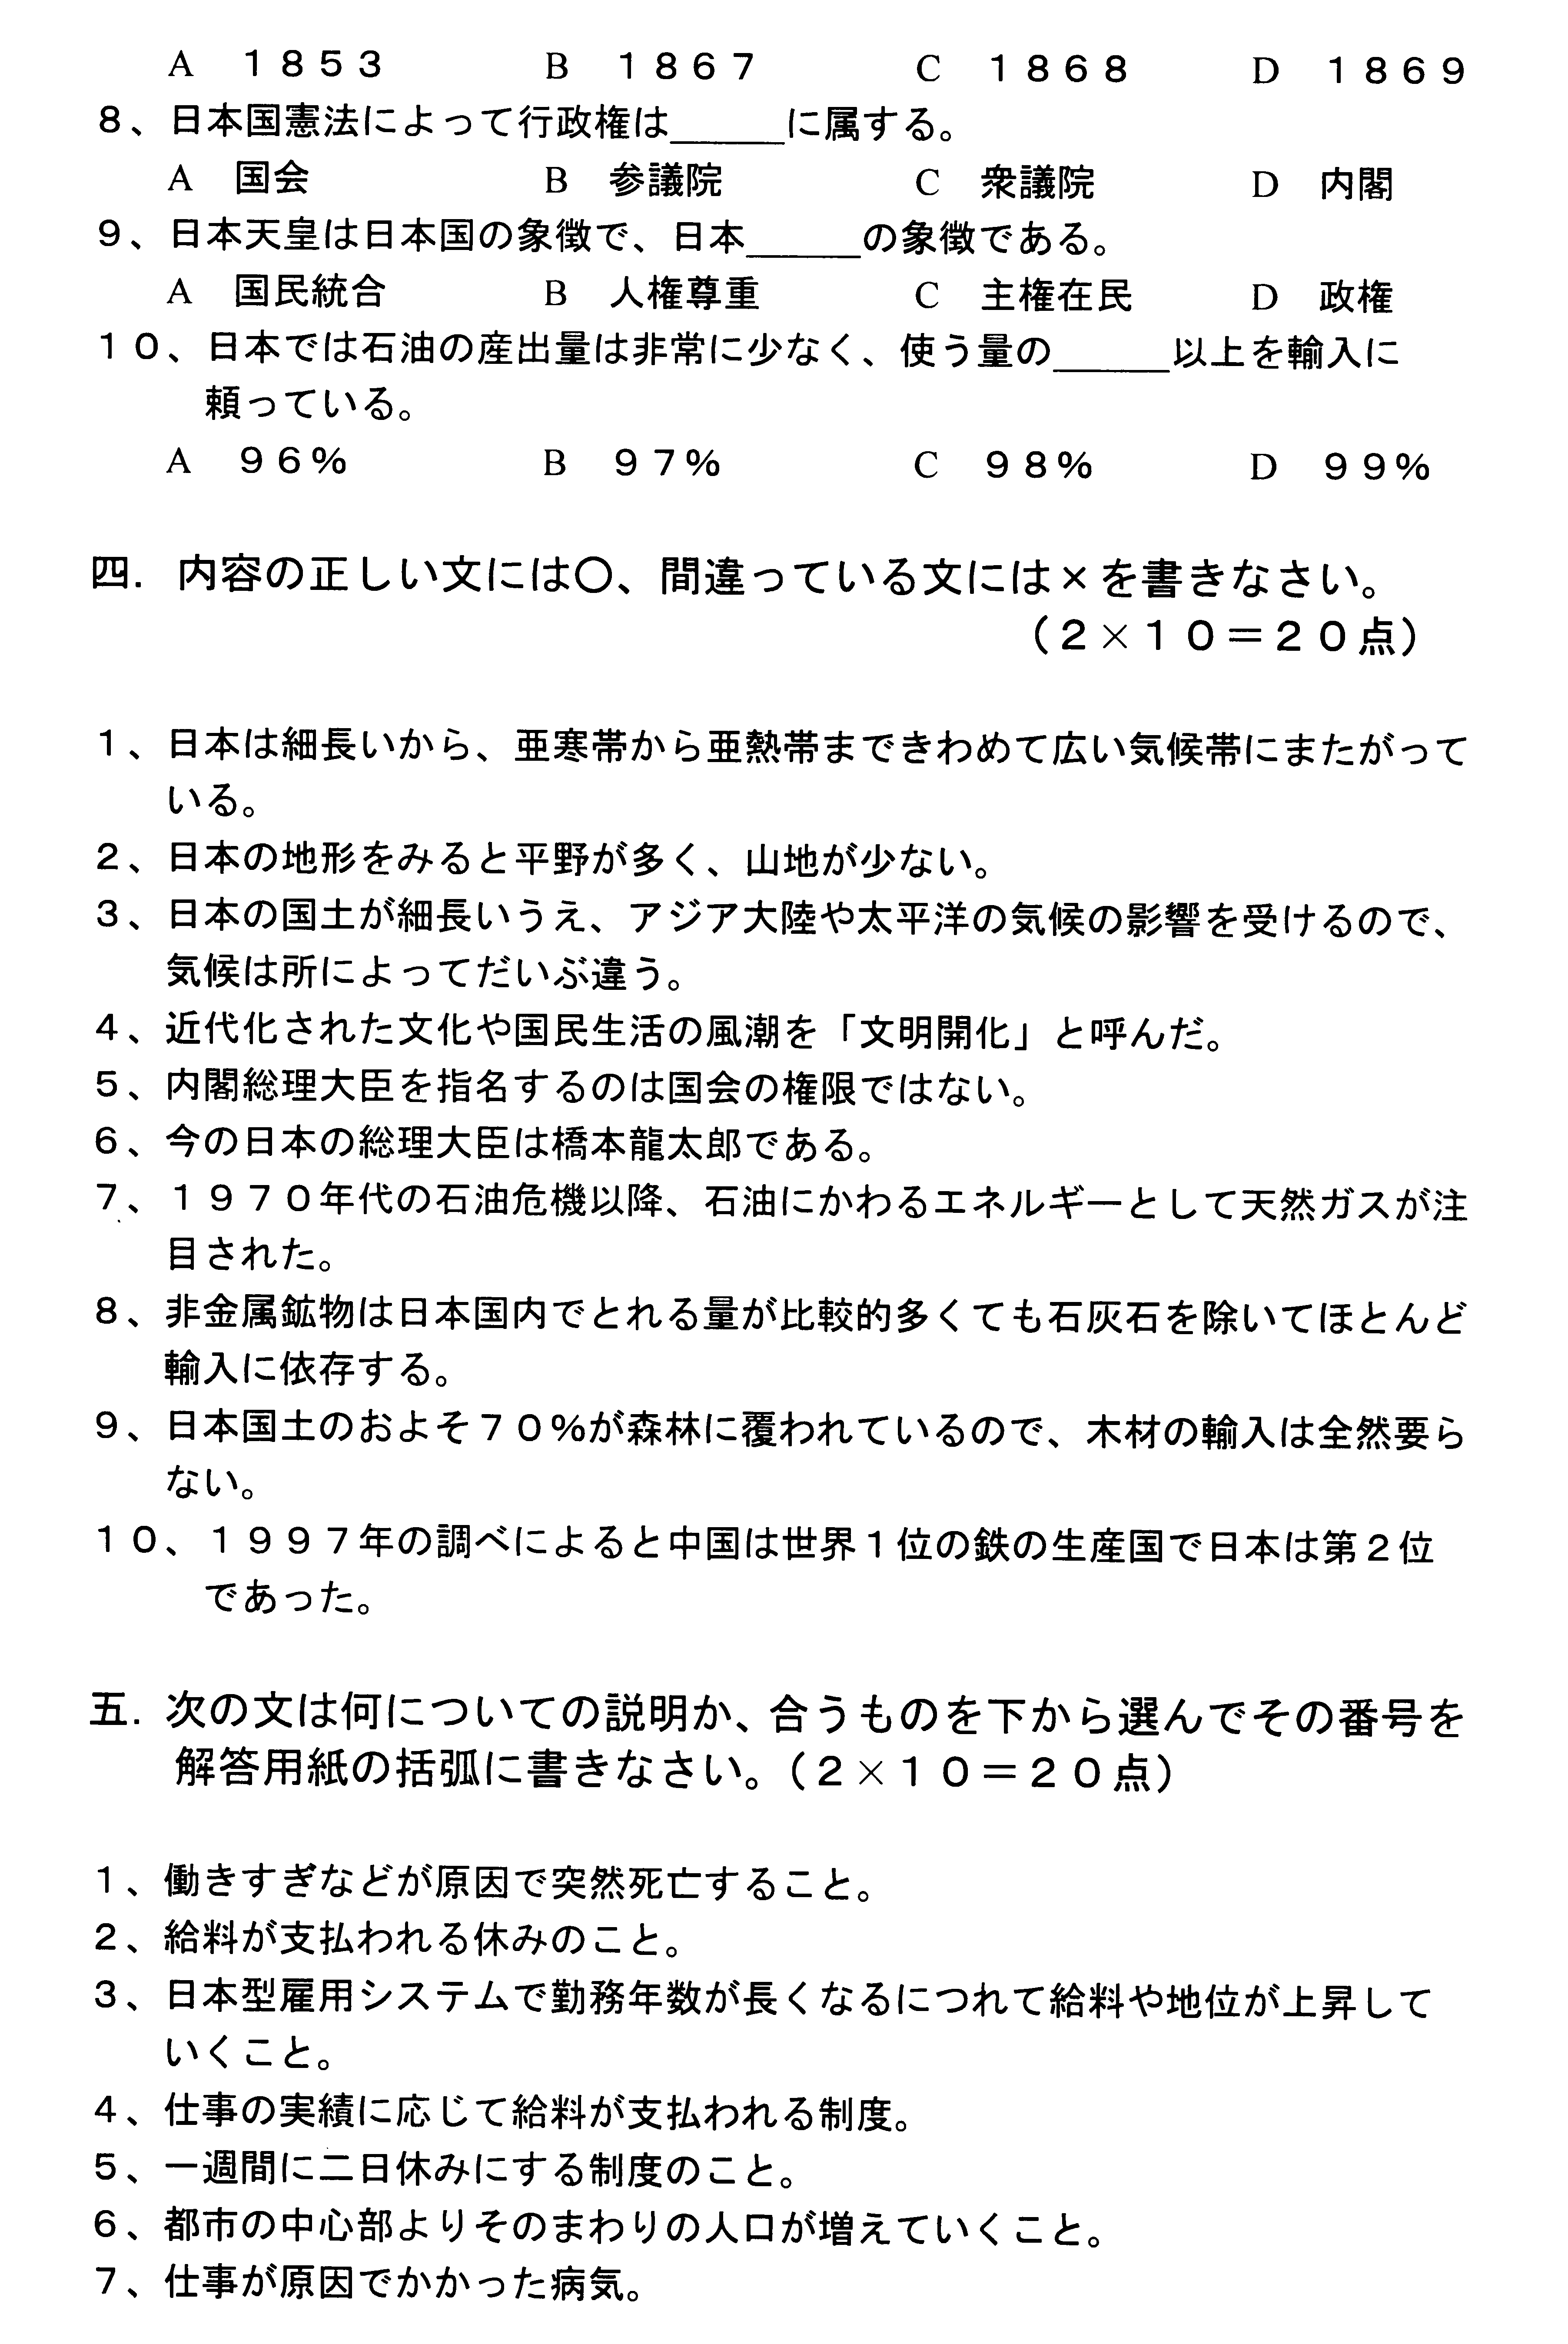 A　１８５３　B　１８６７　C　１８６８　D　１８６９
８、日本国憲法によって行政権は______に属する。
A　国会　B　参議院　C　衆議院　D　内閣
９、日本天皇は日本国の象徴で、日本______の象徴である。
A　国民統合　B　人権尊重　C　主権在民　D　政権
１０、日本では石油の産出量は非常に少なく、使う量の______以上を輸入に
頼っている。
A　９６％　B　９７％　C　９８％　D　９９％
四．内容の正しい文には○、間違っている文には×を書きなさい。
（２×１０＝２０点）
１、日本は細長いから、亜寒帯から亜熱帯まできわめて広い気候帯にまたがって
いる。
２、日本の地形をみると平野が多く、山地が少ない。
３、日本の国土が細長いうえ、アジア大陸や太平洋の気候の影響を受けるので、
気候は所によってだいぶ違う。
４、近代化された文化や国民生活の風潮を「文明開化」と呼んだ。
５、内閣総理大臣を指名するのは国会の権限ではない。
６、今の日本の総理大臣は橋本龍太郎である。
７、１９７０年代の石油危機以降、石油にかわるエネルギーとして天然ガスが注
目された。
８、非金属鉱物は日本国内でとれる量が比較的多くても石灰石を除いてほとんど
輸入に依存する。
９、日本国土のおよそ７０％が森林に覆われているので、木材の輸入は全然要ら
ない。
１０、１９９７年の調べによると中国は世界１位の鉄の生産国で日本は第２位
であった。
五．次の文は何についての説明か、合うものを下から選んでその番号を
解答用紙の括弧に書きなさい。（２×１０＝２０点）
１、働きすぎなどが原因で突然死亡すること。
２、給料が支払われる休みのこと。
３、日本型雇用システムで勤務年数が長くなるにつれて給料や地位が上昇して
いくこと。
４、仕事の実績に応じて給料が支払われる制度。
５、一週間に二日休みにする制度のこと。
６、都市の中心部よりそのまわりの人口が増えていくこと。
７、仕事が原因でかかった病気。